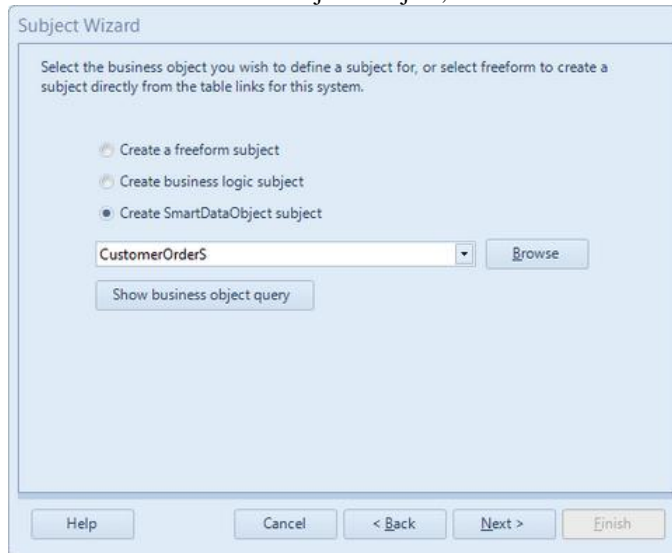 Subject Wizard
Select the business object you wish to define a subject for, or select freeform to create a
subject directly from the table links for this system.
Create a freeform subject
Create business logic subject
Create SmartDataObject subject
CustomerOrderS
Browse
Show business object query
Help
Cancel
< Back
Next >
Finish